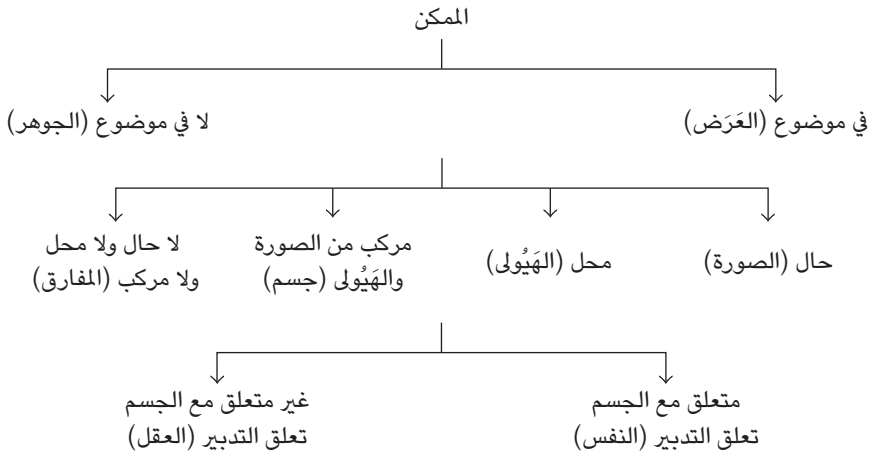 الممكن
في موضوع (العَرَض)
لا في موضوع (الجوهر)
حال (الصورة)
محل (الهَيُولى)
مركب من الصورة
والهَيُولى (جسم)
لا حال ولا محل
ولا مركب (المفارق)
متعلق مع الجسم
تعلق التدبير (النفس)
غير متعلق مع الجسم
تعلق التدبير (العقل)